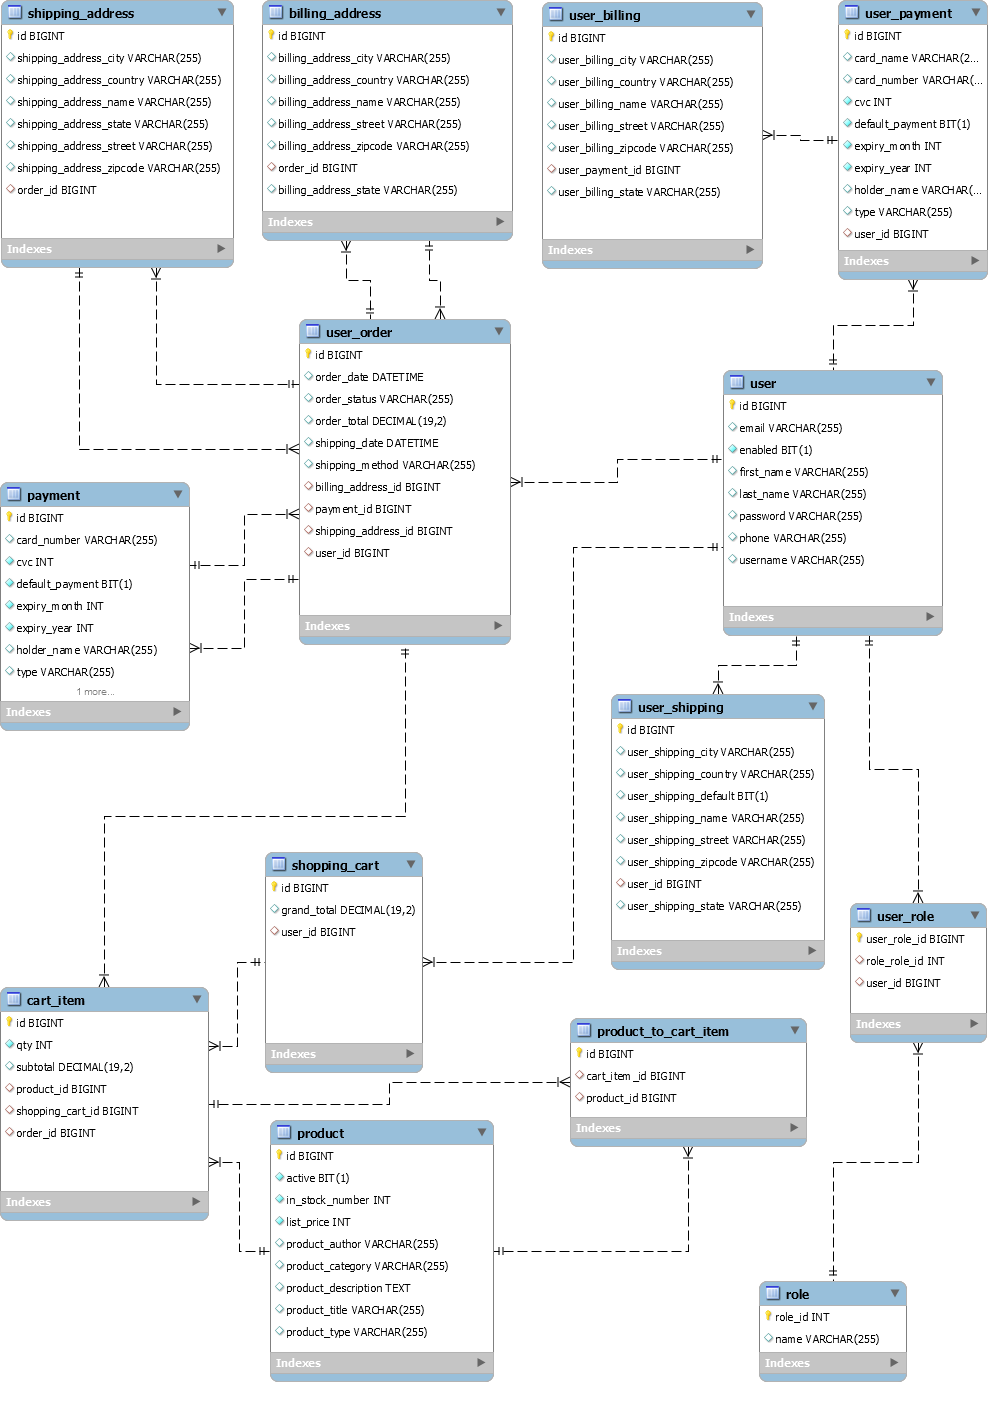 shipping_address
id BIGINT
shipping_address_city VARCHAR(255)
shipping_address_country VARCHAR(255)
shipping_address_name VARCHAR(255)
shipping_address_state VARCHAR(255)
shipping_address_street VARCHAR(255)
shipping_address_zipcode VARCHAR(255)
order_id BIGINT
Indexes
billing_address
id BIGINT
billing_address_city VARCHAR(255)
billing_address_country VARCHAR(255)
billing_address_name VARCHAR(255)
billing_address_street VARCHAR(255)
billing_address_zipcode VARCHAR(255)
order_id BIGINT
billing_address_state VARCHAR(255)
Indexes
user_billing
id BIGINT
user_billing_city VARCHAR(255)
user_billing_country VARCHAR(255)
user_billing_name VARCHAR(255)
user_billing_street VARCHAR(255)
user_billing_zipcode VARCHAR(255)
user_payment_id BIGINT
user_billing_state VARCHAR(255)
Indexes
user_payment
id BIGINT
card_name VARCHAR(2...
card_number VARCHAR(...
cvc INT
default_payment BIT(1)
expiry_month INT
expiry_year INT
holder_name VARCHAR(...
type VARCHAR(255)
user_id BIGINT
Indexes
user_order
id BIGINT
order_date DATETIME
order_status VARCHAR(255)
order_total DECIMAL(19,2)
shipping_date DATETIME
shipping_method VARCHAR(255)
billing_address_id BIGINT
payment_id BIGINT
shipping_address_id BIGINT
user_id BIGINT
Indexes
user
id BIGINT
email VARCHAR(255)
enabled BIT(1)
first_name VARCHAR(255)
last_name VARCHAR(255)
password VARCHAR(255)
phone VARCHAR(255)
username VARCHAR(255)
Indexes
payment
id BIGINT
card_number VARCHAR(255)
cvc INT
default_payment BIT(1)
expiry_month INT
expiry_year INT
holder_name VARCHAR(255)
type VARCHAR(255)
1 more...
Indexes
user_shipping
id BIGINT
user_shipping_city VARCHAR(255)
user_shipping_country VARCHAR(255)
user_shipping_default BIT(1)
user_shipping_name VARCHAR(255)
user_shipping_street VARCHAR(255)
user_shipping_zipcode VARCHAR(255)
user_id BIGINT
user_shipping_state VARCHAR(255)
Indexes
shopping_cart
id BIGINT
grand_total DECIMAL(19,2)
user_id BIGINT
Indexes
user_role
user_role_id BIGINT
role_role_id INT
user_id BIGINT
Indexes
cart_item
id BIGINT
qty INT
subtotal DECIMAL(19,2)
product_id BIGINT
shopping_cart_id BIGINT
order_id BIGINT
Indexes
product_to_cart_item
id BIGINT
cart_item_id BIGINT
product_id BIGINT
Indexes
product
id BIGINT
active BIT(1)
in_stock_number INT
list_price INT
product_author VARCHAR(255)
product_category VARCHAR(255)
product_description TEXT
product_title VARCHAR(255)
product_type VARCHAR(255)
Indexes
role
role_id INT
name VARCHAR(255)
Indexes